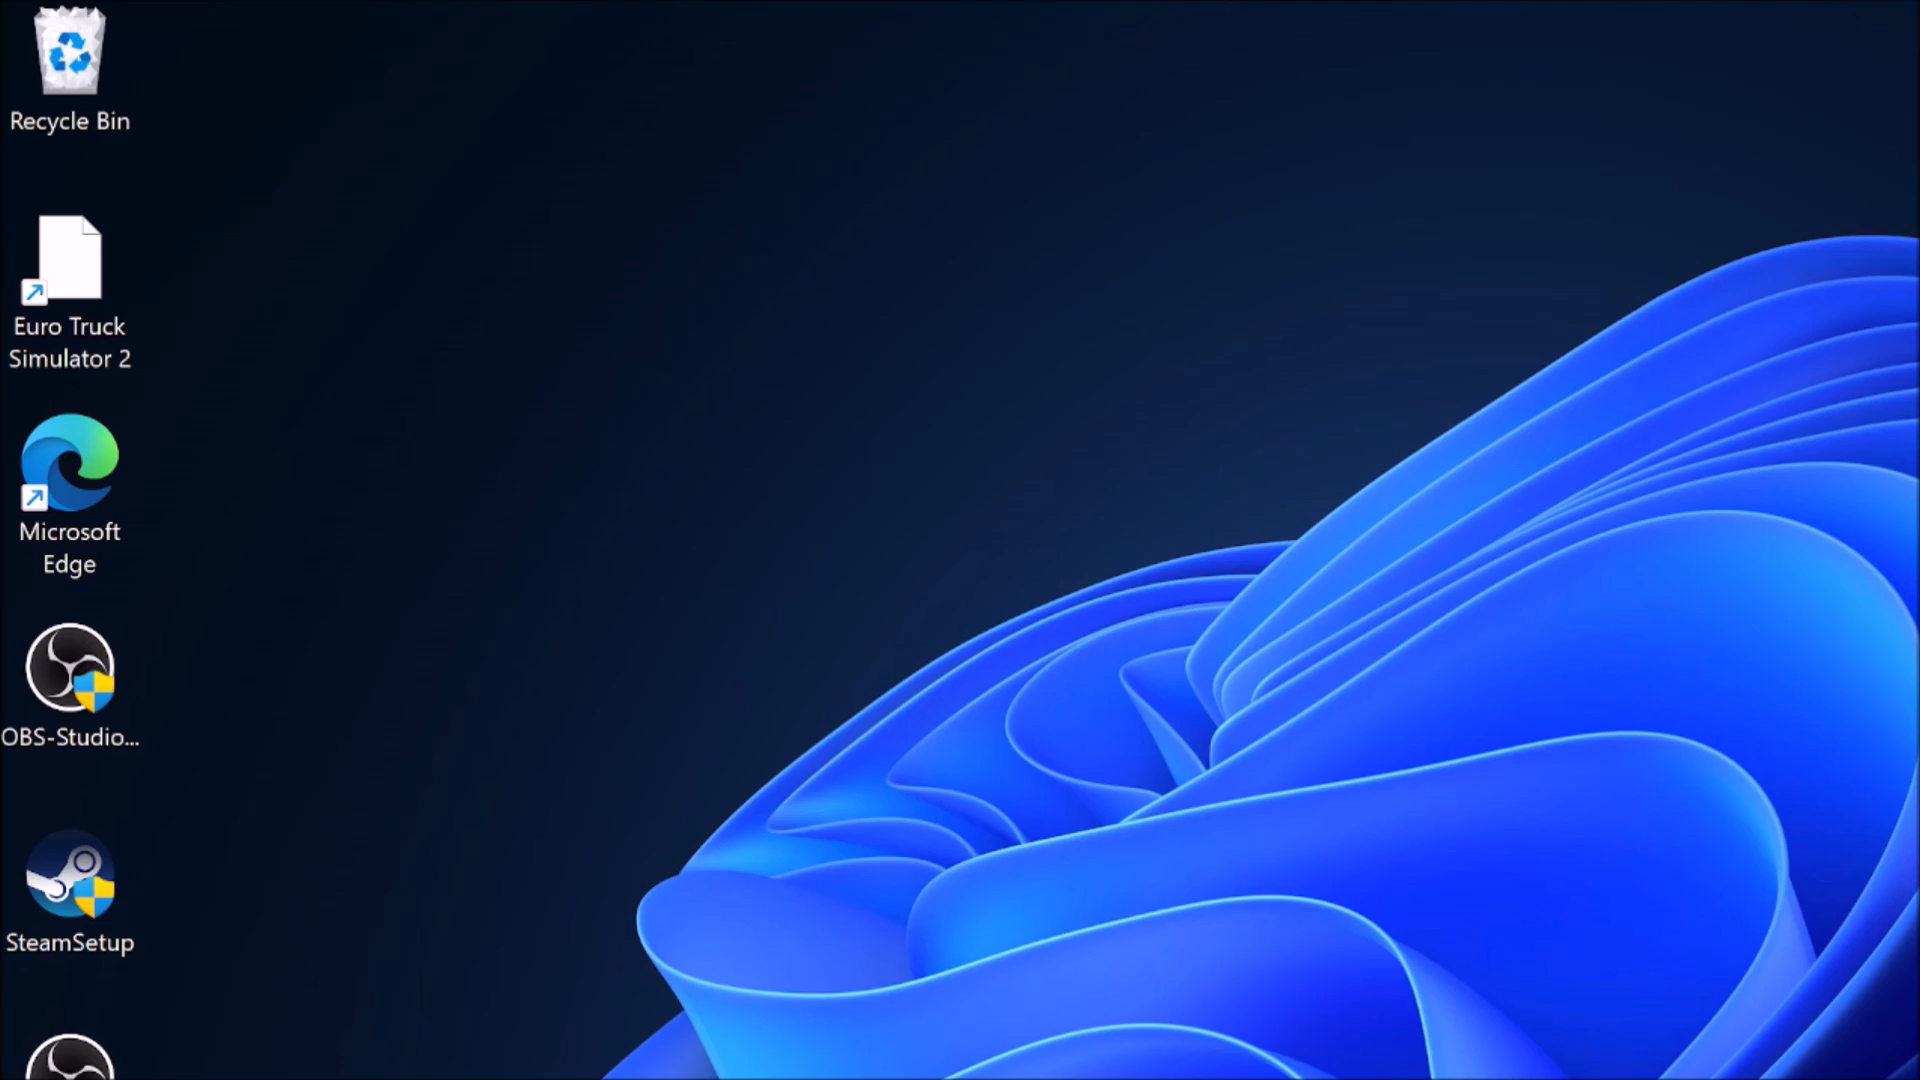 Recycle Bin
Euro Truck
Simulator 2
Microsoft
Edge
OBS-Studio...
SteamSetup